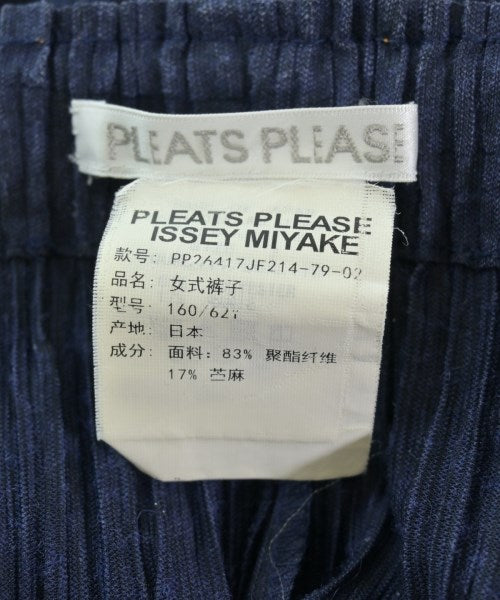 PLEATS PLEASE
PLEATS PLEASE
ISSEY MIYAKE
款号: PP26417JF214-79-02
品名: 女式裤子
型号: 160/62Y
产地: 日本
成分: 面料: 83% 聚酯纤维
17% 苎麻